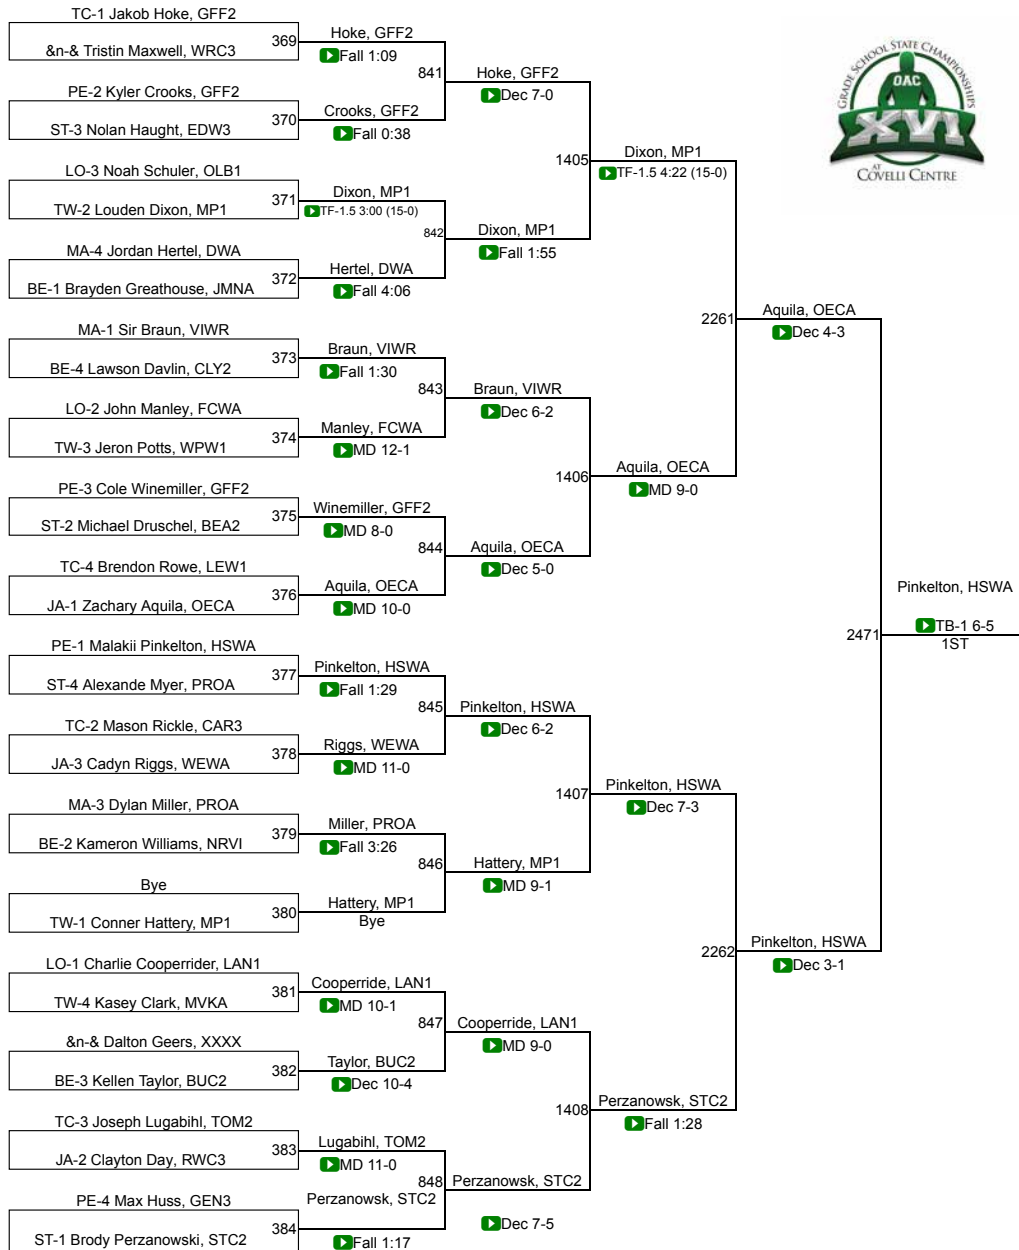 TC-1 Jakob Hoke, GFF2
&n-& Tristin Maxwell, WRC3
369
Hoke, GFF2
Fall 1:09
PE-2 Kyler Crooks, GFF2
ST-3 Nolan Haught, EDW3
370
Crooks, GFF2
Fall 0:38
841
Hoke, GFF2
Dec 7-0
LO-3 Noah Schuler, OLB1
TW-2 Louden Dixon, MP1
371
Dixon, MP1
TF-1.5 3:00 (15-0)
MA-4 Jordan Hertel, DWA
BE-1 Brayden Greathouse, JMNA
372
Hertel, DWA
Fall 4:06
842
Dixon, MP1
Fall 1:55
1405
Dixon, MP1
TF-1.5 4:22 (15-0)
MA-1 Sir Braun, VIWR
BE-4 Lawson Davlin, CLY2
373
Braun, VIWR
Fall 1:30
LO-2 John Manley, FCWA
TW-3 Jeron Potts, WPW1
374
Manley, FCWA
MD 12-1
843
Braun, VIWR
Dec 6-2
PE-3 Cole Winemiller, GFF2
ST-2 Michael Druschel, BEA2
375
Winemiller, GFF2
MD 8-0
TC-4 Brendon Rowe, LEW1
JA-1 Zachary Aquila, OECA
376
Aquila, OECA
MD 10-0
844
Aquila, OECA
Dec 5-0
1406
Aquila, OECA
MD 9-0
2261
Aquila, OECA
Dec 4-3
PE-1 Malakii Pinkelton, HSWA
ST-4 Alexande Myer, PROA
377
Pinkelton, HSWA
Fall 1:29
TC-2 Mason Rickle, CAR3
JA-3 Cadyn Riggs, WEWA
378
Riggs, WEWA
MD 11-0
845
Pinkelton, HSWA
Dec 6-2
MA-3 Dylan Miller, PROA
BE-2 Kameron Williams, NRVI
379
Miller, PROA
Fall 3:26
Bye
TW-1 Conner Hattery, MP1
380
Hattery, MP1
Bye
846
Hattery, MP1
MD 9-1
1407
Pinkelton, HSWA
Dec 7-3
LO-1 Charlie Cooperrider, LAN1
TW-4 Kasey Clark, MVKA
381
Cooperride, LAN1
MD 10-1
&n-& Dalton Geers, XXXX
BE-3 Kellen Taylor, BUC2
382
Taylor, BUC2
Dec 10-4
847
Cooperride, LAN1
MD 9-0
TC-3 Joseph Lugabihl, TOM2
JA-2 Clayton Day, RWC3
383
Lugabihl, TOM2
MD 11-0
PE-4 Max Huss, GEN3
ST-1 Brody Perzanowski, STC2
384
Perzanowsk, STC2
Fall 1:17
848
Perzanowsk, STC2
Dec 7-5
1408
Perzanowsk, STC2
Fall 1:28
2262
Pinkelton, HSWA
Dec 3-1
2471
Pinkelton, HSWA
TB-1 6-5
1ST
GRADE SCHOOL STATE CHAMPIONSHIPS
OAC
XVI
AT
COVELLI CENTRE